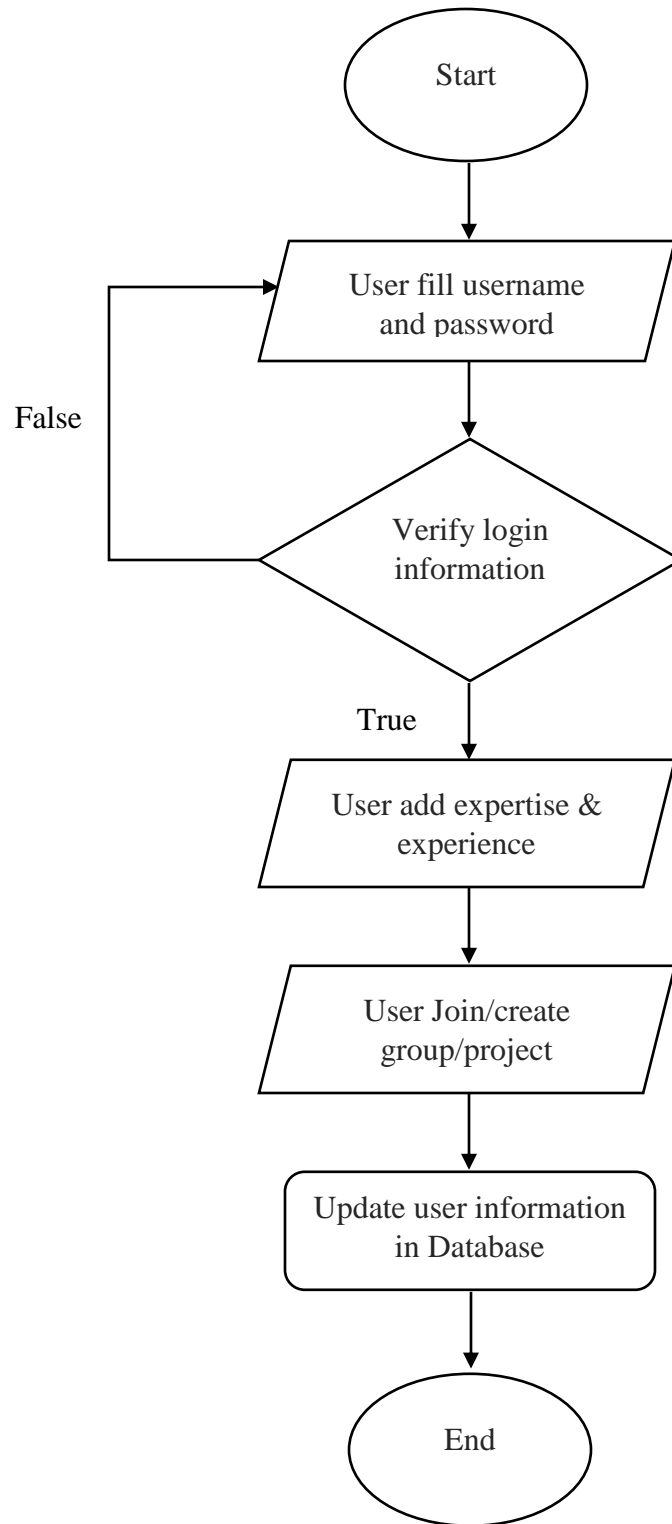 Start
User fill username
and password
False
Verify login
information
True
User add expertise &
experience
User Join/create
group/project
Update user information
in Database
End